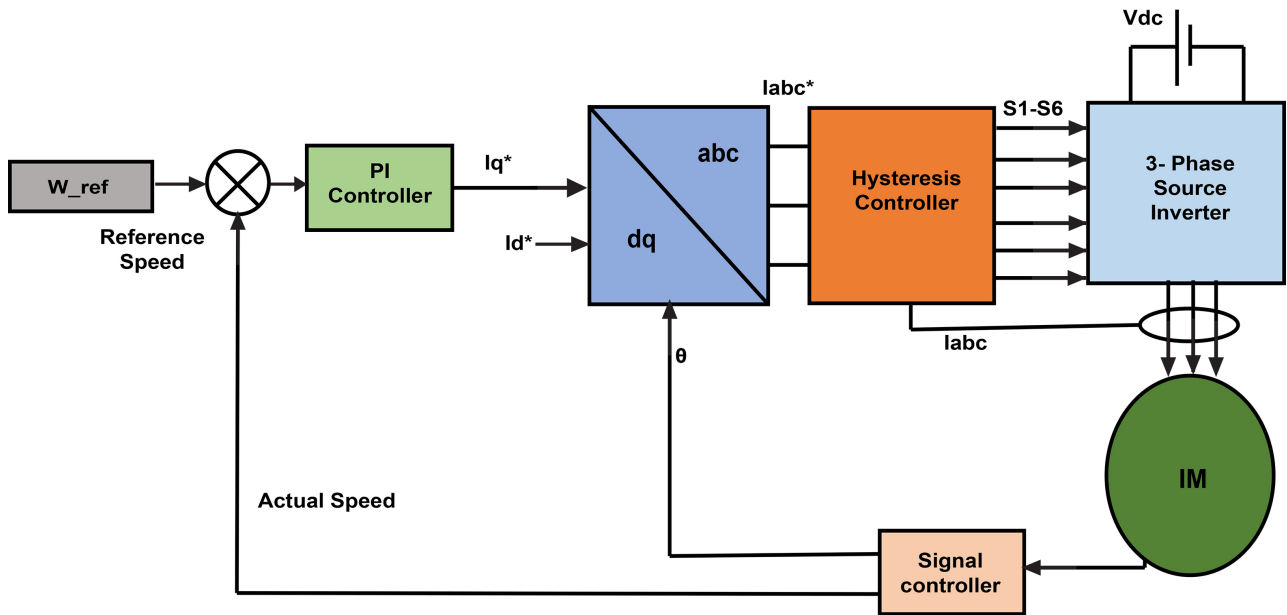 Vdc
Iabc*
S1-S6
W_ref
Reference
Speed
PI
Controller
Iq*
Id*
abc
dq
Hysteresis
Controller
3- Phase
Source
Inverter
Iabc
θ
IM
Actual Speed
Signal
controller